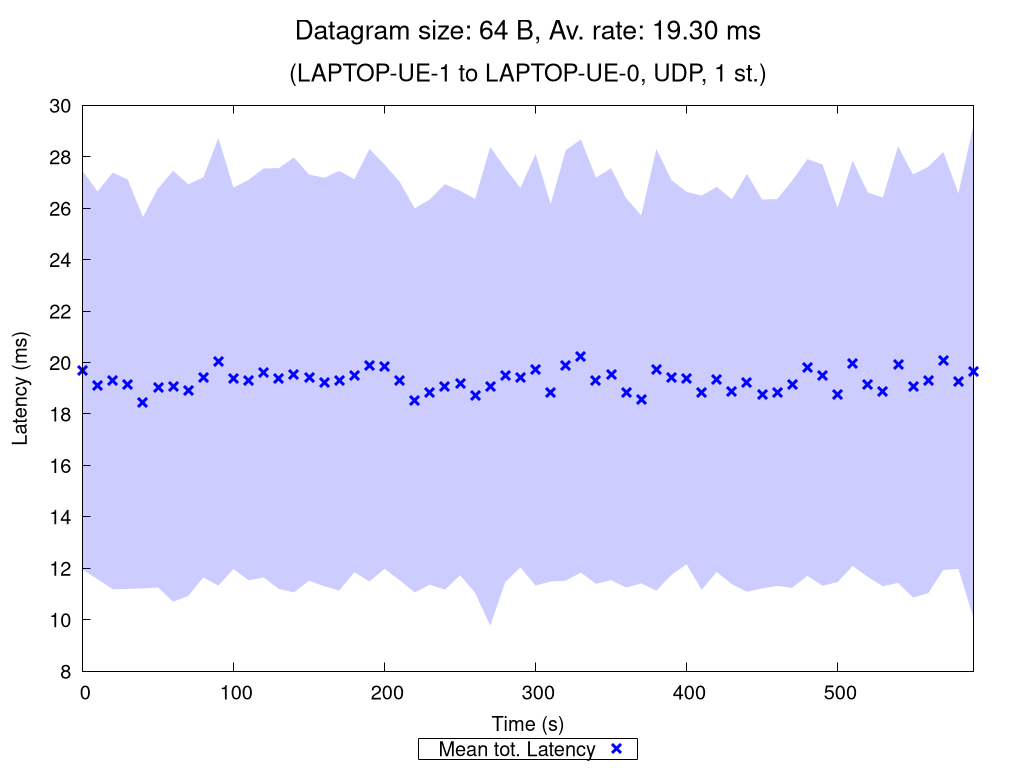 Datagram size: 64 B, Av. rate: 19.30 ms
(LAPTOP-UE-1 to LAPTOP-UE-0, UDP, 1 st.)
30
28
26
24
22
20
18
16
14
12
10
8
Latency (ms)
0 100 200 300 400 500
Time (s)
Mean tot. Latency